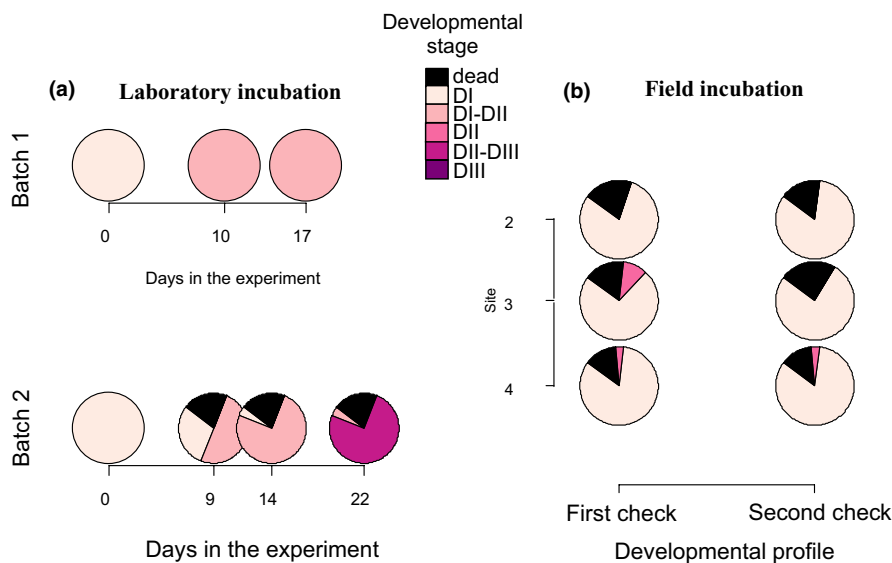 Developmental
stage
dead
DI
DI-DII
DII
DII-DIII
DIII
(a) Laboratory incubation
Batch 1
0 10 17
Days in the experiment
Batch 2
0 9 14 22
Days in the experiment
(b) Field incubation
Site
2
3
4
First check Second check
Developmental profile